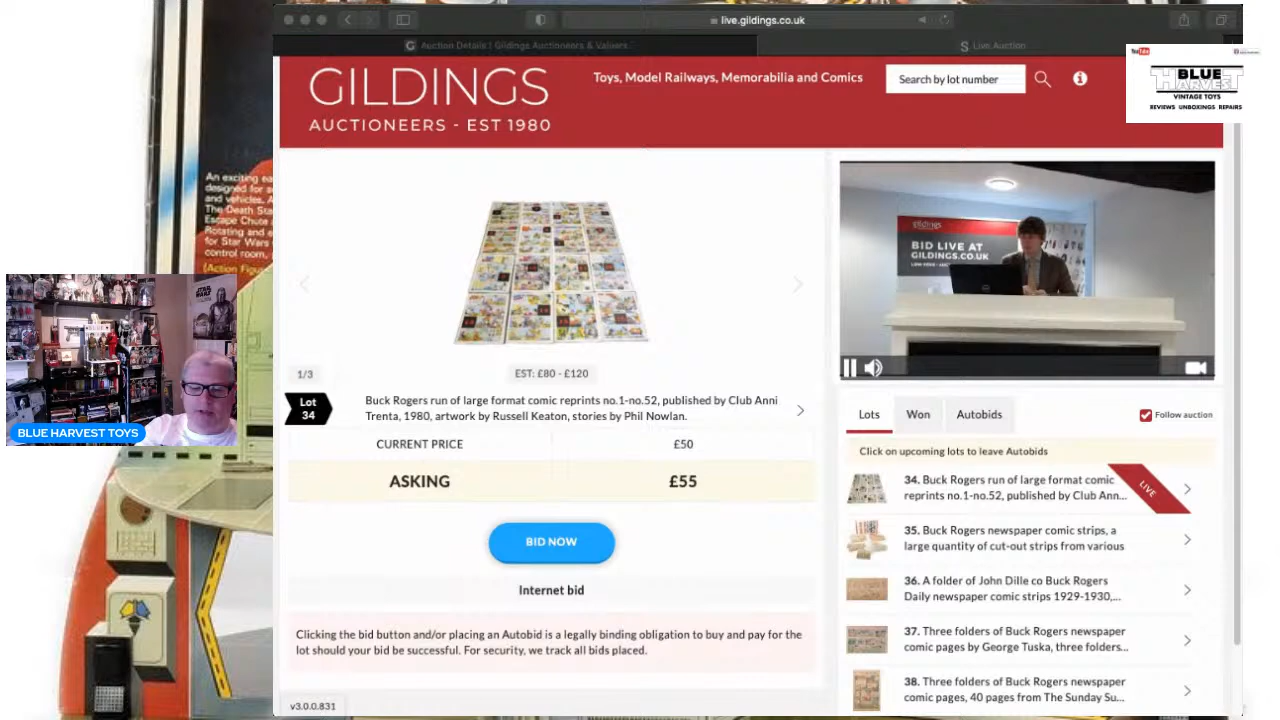 live.gildings.co.uk
Auction Details | Gildings Auctioneers & Valuers
Live Auction
GILDINGS
AUCTIONEERS - EST 1980
Toys, Model Railways, Memorabilia and Comics
Search by lot number
YouTube
BLUE
HARVEST
VINTAGE TOYS
REVIEWS UNBOXINGS REPAIRS
An exciting
designed for
and vehicles. A
The Death Star
Escape Chute
Rotating and
for Star Wars
control room,
(Action Figu
STAR
WARS
BLUE HARVEST TOYS
1/3
EST: £80 - £120
Lot
34
Buck Rogers run of large format comic reprints no.1-no.52, published by Club Anni
Trenta, 1980, artwork by Russell Keaton, stories by Phil Nowlan.
CURRENT PRICE £50
ASKING £55
BID NOW
Internet bid
Clicking the bid button and/or placing an Autobid is a legally binding obligation to buy and pay for the
lot should your bid be successful. For security, we track all bids placed.
v3.0.0.831
gildings
BID LIVE AT
GILDINGS.CO.UK
Lots Won Autobids Follow auction
Click on upcoming lots to leave Autobids
34. Buck Rogers run of large format comic
reprints no.1-no.52, published by Club Ann...
LIVE
35. Buck Rogers newspaper comic strips, a
large quantity of cut-out strips from various
36. A folder of John Dille co Buck Rogers
Daily newspaper comic strips 1929-1930,...
37. Three folders of Buck Rogers newspaper
comic pages by George Tuska, three folders...
38. Three folders of Buck Rogers newspaper
comic pages, 40 pages from The Sunday Su...